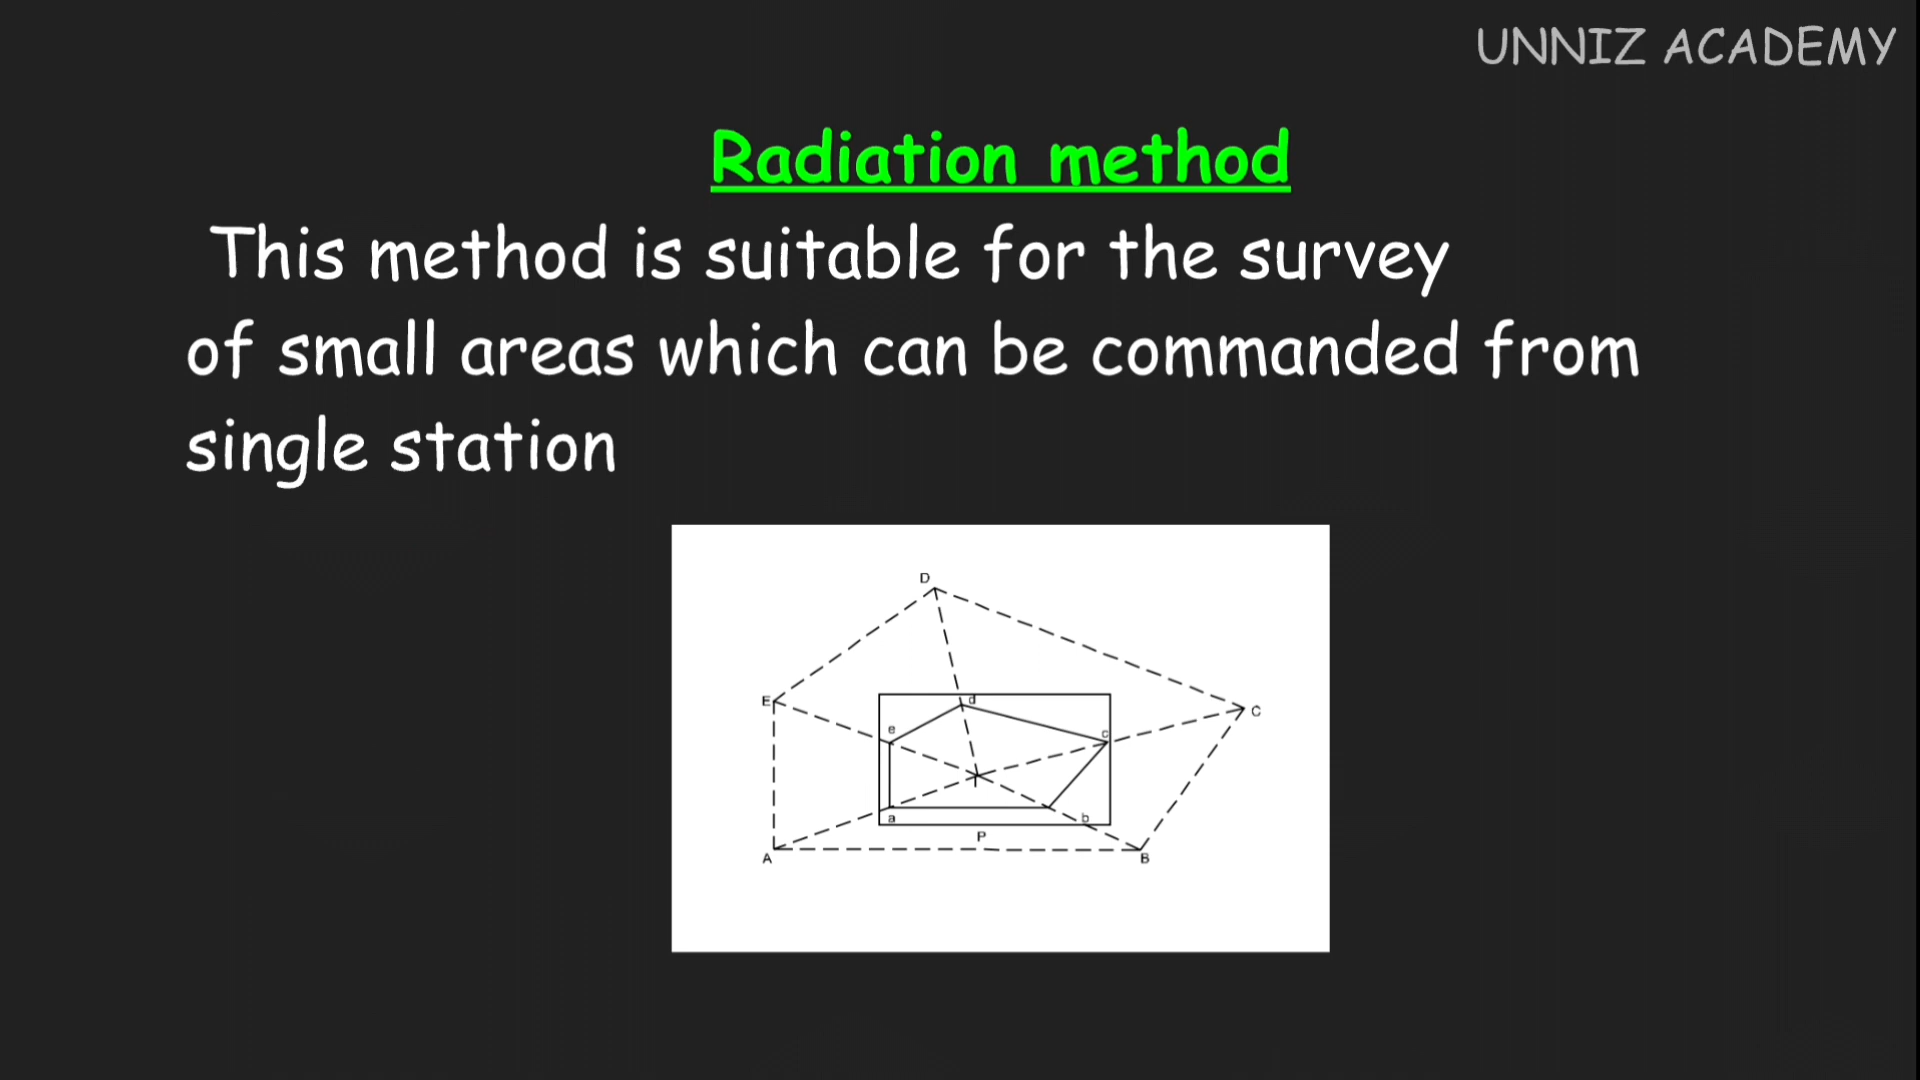 UNNIZ ACADEMY
Radiation method
This method is suitable for the survey
of small areas which can be commanded from
single station
D
E
d
C
e
c
a
b
P
A
B